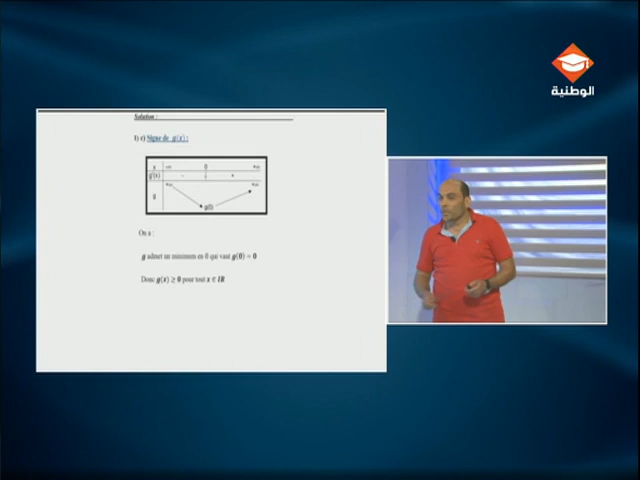 الوطنية
Solution :
1) c) Signe de g(x) :
x -∞ 0 +∞
g'(x) - 0 +
g +∞ +∞
g(0)
On a :
g admet un minimum en 0 qui vaut g(0) = 0
Donc g(x) ≥ 0 pour tout x ∈ IR